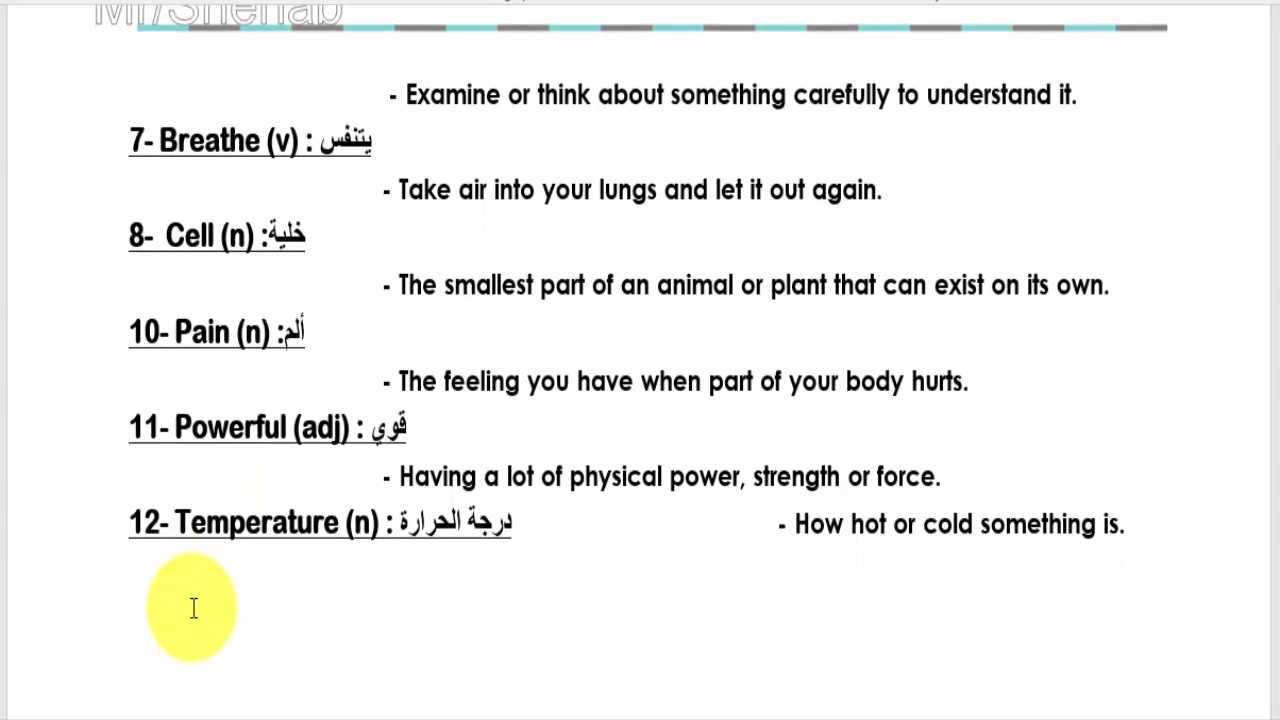 Mr/Shehab
- Examine or think about something carefully to understand it.
7- Breathe (v) : يتنفس
- Take air into your lungs and let it out again.
8- Cell (n) :خلية
- The smallest part of an animal or plant that can exist on its own.
10- Pain (n) :ألم
- The feeling you have when part of your body hurts.
11- Powerful (adj) : قوي
- Having a lot of physical power, strength or force.
12- Temperature (n) : درجة الحرارة - How hot or cold something is.